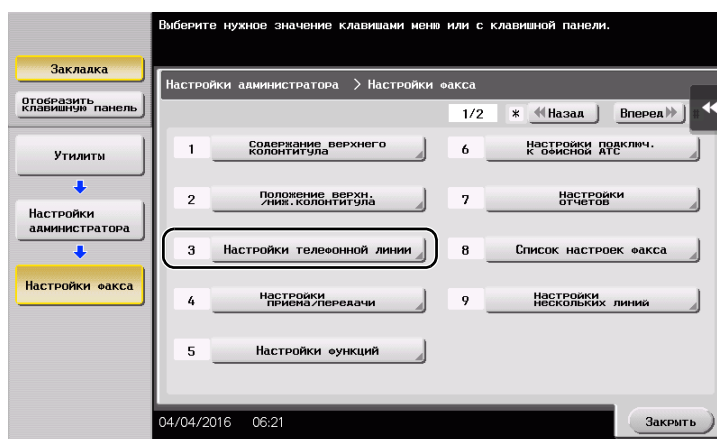 Выберите нужное значение клавишами меню или с клавишной панели.
Закладка
Отобразить
клавишную панель
Утилиты
Настройки
администратора
Настройки факса
Настройки администратора > Настройки факса
1/2 * Назад Вперед
1 Содержание верхнего
колонтитула
6 Настройки подключ.
к офисной АТС
2 Положение верхн.
/ниж.колонтитула
7 Настройки
отчетов
3 Настройки телефонной линии
8 Список настроек факса
4 Настройки
приема/передачи
9 Настройки
нескольких линий
5 Настройки функций
04/04/2016 06:21
Закрыть